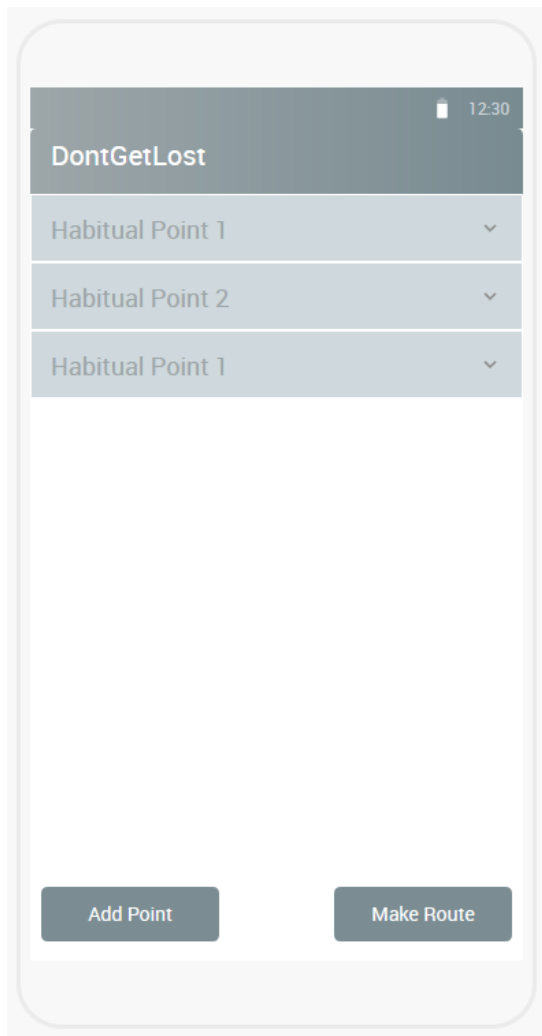 12:30
DontGetLost
Habitual Point 1
Habitual Point 2
Habitual Point 1
Add Point
Make Route